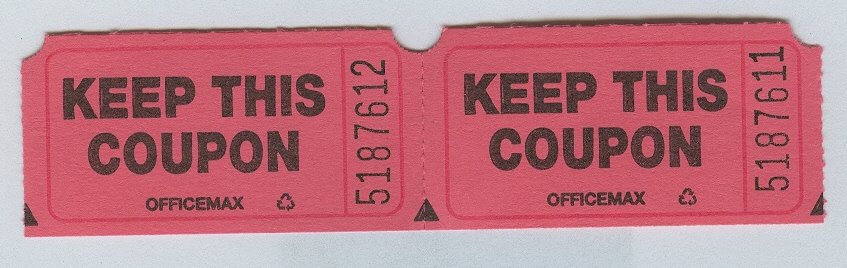 KEEP THIS
COUPON
OFFICEMAX
5187612
KEEP THIS
COUPON
OFFICEMAX
5187611